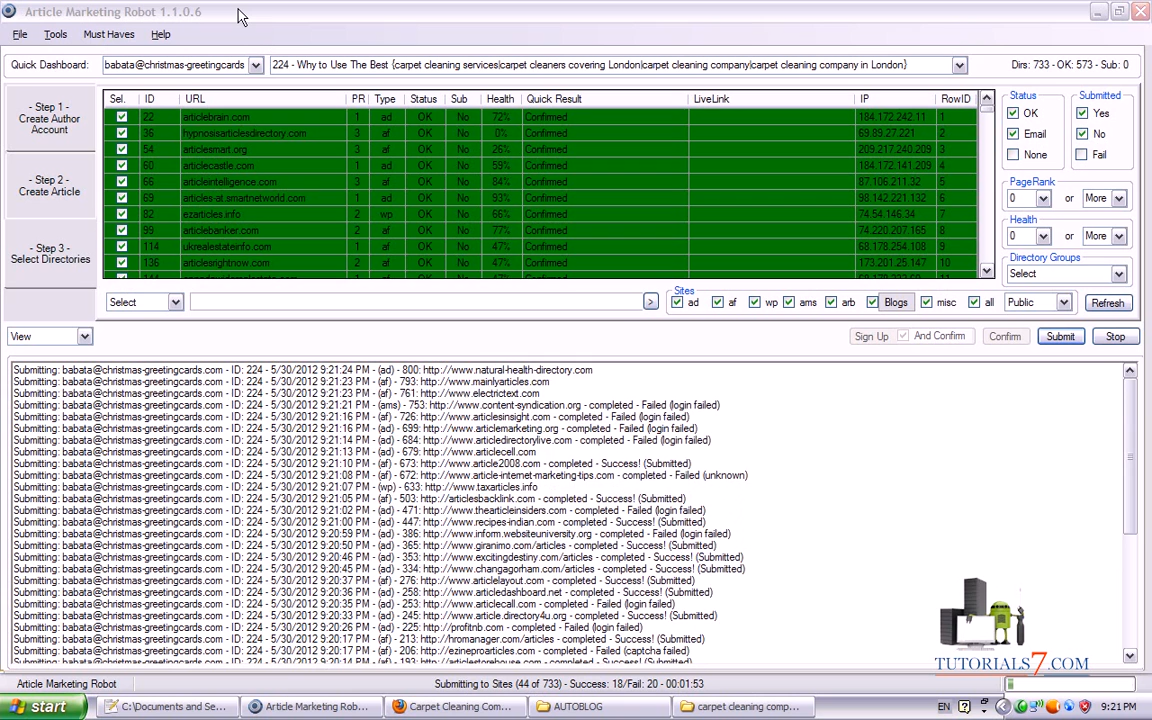 Article Marketing Robot 1.1.0.6
File Tools Must Haves Help
Quick Dashboard: babata@christmas-greetingcards 224 - Why to Use The Best {carpet cleaning services|carpet cleaners covering London|carpet cleaning company|carpet cleaning company in London} Dirs: 733 - OK: 573 - Sub: 0
- Step 1 -
Create Author
Account
- Step 2 -
Create Article
- Step 3 -
Select Directories
Sel. ID URL PR Type Status Sub Health Quick Result LiveLink IP RowID
22 articlebrain.com 1 ad OK No 72% Confirmed 184.172.242.11 1
36 hypnosisarticlesdirectory.com 3 af OK No 0% Confirmed 69.89.27.221 2
54 articlesmart.org 3 af OK No 26% Confirmed 209.217.240.209 3
60 articlecastle.com 1 ad OK No 59% Confirmed 184.172.141.209 4
66 articleintelligence.com 3 af OK No 84% Confirmed 87.106.211.32 5
69 articles-at.smartnetworld.com 1 ad OK No 93% Confirmed 98.142.221.132 6
82 ezarticles.info 2 wp OK No 66% Confirmed 74.54.146.34 7
99 articlebanker.com 2 af OK No 77% Confirmed 74.220.207.165 8
114 ukrealestateinfo.com 1 af OK No 47% Confirmed 68.178.254.108 9
136 articlesrightnow.com 2 af OK No 47% Confirmed 173.201.25.147 10
Status
OK
Email
None
Submitted
Yes
No
Fail
PageRank
0 or More
Health
0 or More
Directory Groups
Select
Select > Sites
ad af wp ams arb Blogs misc all Public Refresh
View Sign Up And Confirm Confirm Submit Stop
Submitting: babata@christmas-greetingcards.com - ID: 224 - 5/30/2012 9:21:24 PM - (ad) - 800: http://www.natural-health-directory.com
Submitting: babata@christmas-greetingcards.com - ID: 224 - 5/30/2012 9:21:23 PM - (af) - 793: http://www.mainlyarticles.com
Submitting: babata@christmas-greetingcards.com - ID: 224 - 5/30/2012 9:21:23 PM - (af) - 761: http://www.electrictext.com
Submitting: babata@christmas-greetingcards.com - ID: 224 - 5/30/2012 9:21:21 PM - (ams) - 753: http://www.content-syndication.org - completed - Failed (login failed)
Submitting: babata@christmas-greetingcards.com - ID: 224 - 5/30/2012 9:21:16 PM - (af) - 726: http://www.articlesinsight.com - completed - Failed (login failed)
Submitting: babata@christmas-greetingcards.com - ID: 224 - 5/30/2012 9:21:16 PM - (ad) - 699: http://www.articlemarketing.org - completed - Failed (login failed)
Submitting: babata@christmas-greetingcards.com - ID: 224 - 5/30/2012 9:21:14 PM - (ad) - 684: http://www.articledirectorylive.com - completed - Failed (login failed)
Submitting: babata@christmas-greetingcards.com - ID: 224 - 5/30/2012 9:21:13 PM - (ad) - 679: http://www.articlecell.com
Submitting: babata@christmas-greetingcards.com - ID: 224 - 5/30/2012 9:21:10 PM - (af) - 673: http://www.article2008.com - completed - Success! (Submitted)
Submitting: babata@christmas-greetingcards.com - ID: 224 - 5/30/2012 9:21:08 PM - (af) - 672: http://www.article-internet-marketing-tips.com - completed - Failed (unknown)
Submitting: babata@christmas-greetingcards.com - ID: 224 - 5/30/2012 9:21:07 PM - (wp) - 633: http://www.taxarticles.info
Submitting: babata@christmas-greetingcards.com - ID: 224 - 5/30/2012 9:21:05 PM - (af) - 503: http://articlesbacklink.com - completed - Success! (Submitted)
Submitting: babata@christmas-greetingcards.com - ID: 224 - 5/30/2012 9:21:02 PM - (af) - 471: http://www.thearticleinsiders.com - completed - Failed (login failed)
Submitting: babata@christmas-greetingcards.com - ID: 224 - 5/30/2012 9:21:00 PM - (af) - 447: http://www.recipes-indian.com - completed - Success! (Submitted)
Submitting: babata@christmas-greetingcards.com - ID: 224 - 5/30/2012 9:20:59 PM - (af) - 386: http://www.inform.websiteuniversity.org - completed - Failed (login failed)
Submitting: babata@christmas-greetingcards.com - ID: 224 - 5/30/2012 9:20:50 PM - (af) - 365: http://www.giranimo.com/articles - completed - Success! (Submitted)
Submitting: babata@christmas-greetingcards.com - ID: 224 - 5/30/2012 9:20:46 PM - (af) - 353: http://www.excitingdestiny.com/articles - completed - Success! (Submitted)
Submitting: babata@christmas-greetingcards.com - ID: 224 - 5/30/2012 9:20:45 PM - (ad) - 334: http://www.changagorham.com/articles - completed - Success! (Submitted)
Submitting: babata@christmas-greetingcards.com - ID: 224 - 5/30/2012 9:20:37 PM - (af) - 276: http://www.articlelayout.com - completed - Success! (Submitted)
Submitting: babata@christmas-greetingcards.com - ID: 224 - 5/30/2012 9:20:36 PM - (ad) - 258: http://www.articledashboard.net - completed - Success! (Submitted)
Submitting: babata@christmas-greetingcards.com - ID: 224 - 5/30/2012 9:20:35 PM - (ad) - 253: http://www.articlecall.com - completed - Failed (login failed)
Submitting: babata@christmas-greetingcards.com - ID: 224 - 5/30/2012 9:20:33 PM - (ad) - 245: http://www.article.directory4u.org - completed - Success! (Submitted)
Submitting: babata@christmas-greetingcards.com - ID: 224 - 5/30/2012 9:20:26 PM - (af) - 225: http://profitnb.com - completed - Failed (login failed)
Submitting: babata@christmas-greetingcards.com - ID: 224 - 5/30/2012 9:20:17 PM - (af) - 213: http://hromanager.com/articles - completed - Success! (Submitted)
Submitting: babata@christmas-greetingcards.com - ID: 224 - 5/30/2012 9:20:17 PM - (af) - 206: http://ezineproarticles.com - completed - Failed (captcha failed)
Submitting: babata@christmas-greetingcards.com - ID: 224 - 5/30/2012 9:20:14 PM - (af) - 193: http://articlestorehouse.com - completed - Success! (Submitted)
TUTORIALS7.COM
Article Marketing Robot Submitting to Sites (44 of 733) - Success: 18/Fail: 20 - 00:01:53
start C:\Documents and Se... Article Marketing Rob... Carpet Cleaning Com... AUTOBLOG carpet cleaning comp... EN 9:21 PM